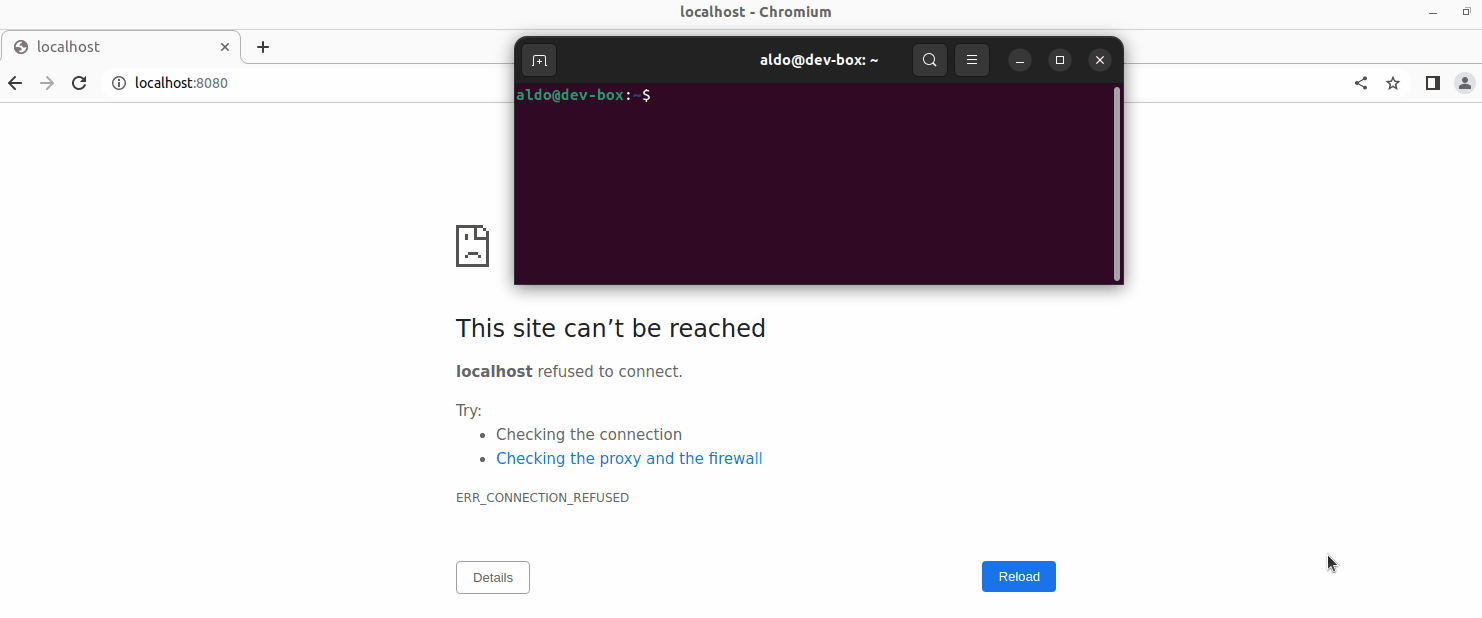 localhost - Chromium
localhost
localhost:8080
aldo@dev-box: ~
aldo@dev-box:~$
This site can’t be reached
localhost refused to connect.
Try:
Checking the connection
Checking the proxy and the firewall
ERR_CONNECTION_REFUSED
Details
Reload